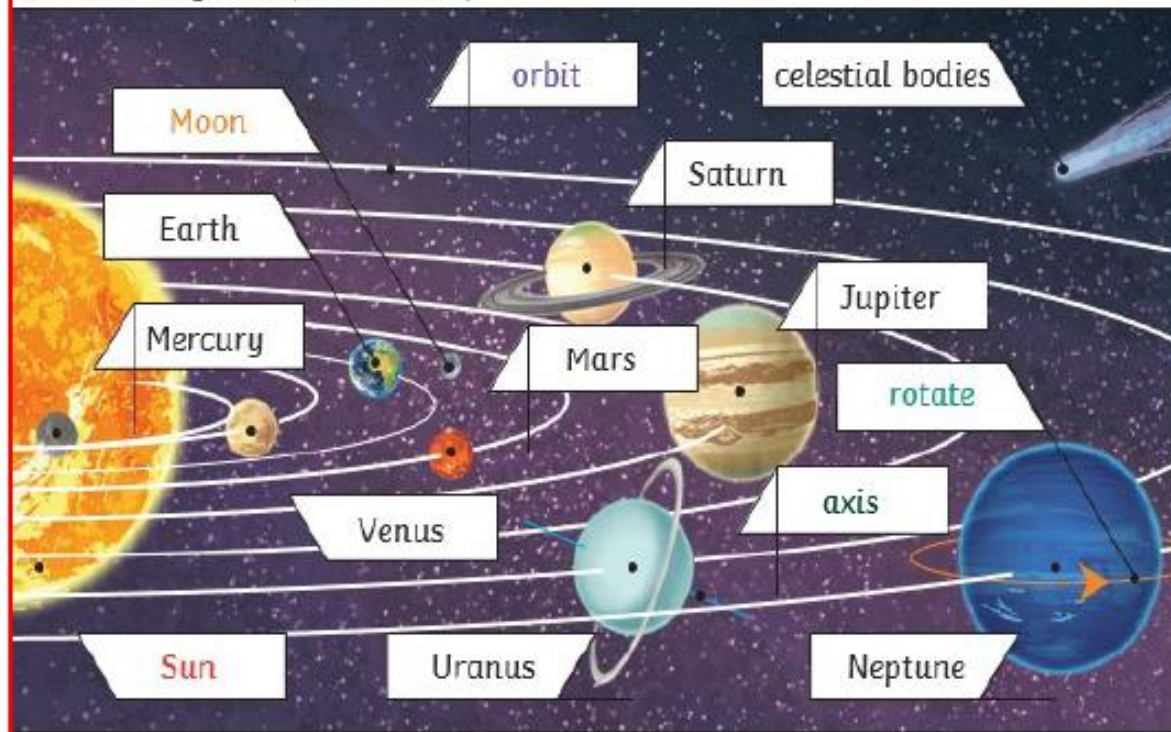 orbit
celestial bodies
Moon
Saturn
Earth
Jupiter
Mercury
Mars
rotate
axis
Venus
Sun
Uranus
Neptune